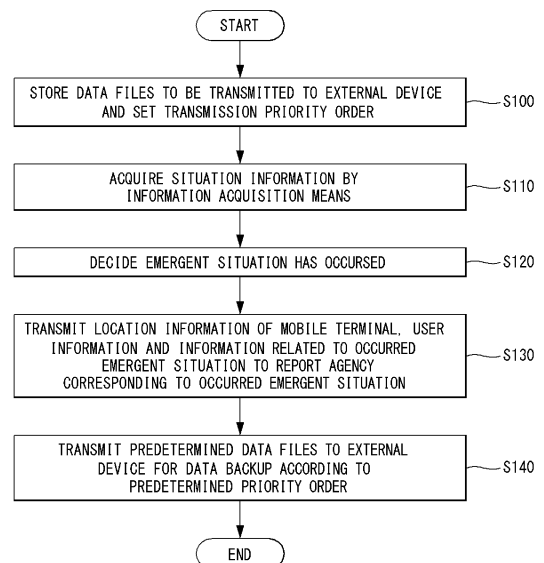 START
STORE DATA FILES TO BE TRANSMITTED TO EXTERNAL DEVICE
AND SET TRANSMISSION PRIORITY ORDER
S100
ACQUIRE SITUATION INFORMATION BY
INFORMATION ACQUISITION MEANS
S110
DECIDE EMERGENT SITUATION HAS OCCURSED
S120
TRANSMIT LOCATION INFORMATION OF MOBILE TERMINAL, USER
INFORMATION AND INFORMATION RELATED TO OCCURRED
EMERGENT SITUATION TO REPORT AGENCY
CORRESPONDING TO OCCURRED EMERGENT SITUATION
S130
TRANSMIT PREDETERMINED DATA FILES TO EXTERNAL
DEVICE FOR DATA BACKUP ACCORDING TO
PREDETERMINED PRIORITY ORDER
S140
END